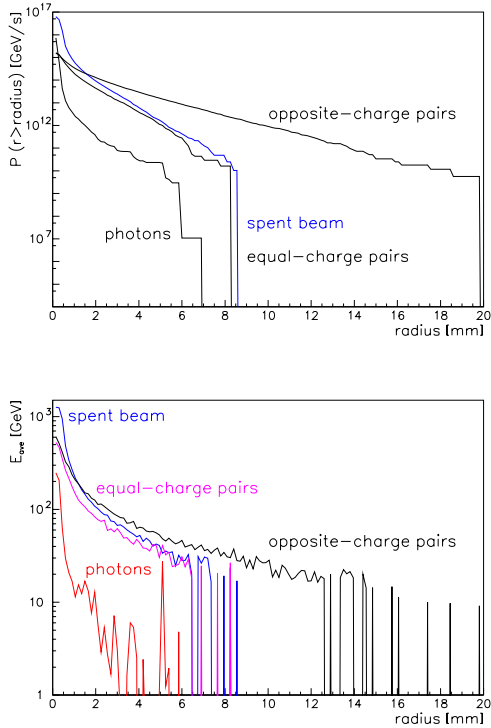 P (r>radius) [GeV/s]
10^17
10^12
10^7
opposite-charge pairs
spent beam
equal-charge pairs
photons
0 2 4 6 8 10 12 14 16 18 20
radius [mm]
E_ave [GeV]
10^3
10^2
10
1
spent beam
equal-charge pairs
opposite-charge pairs
photons
0 2 4 6 8 10 12 14 16 18 20
radius [mm]